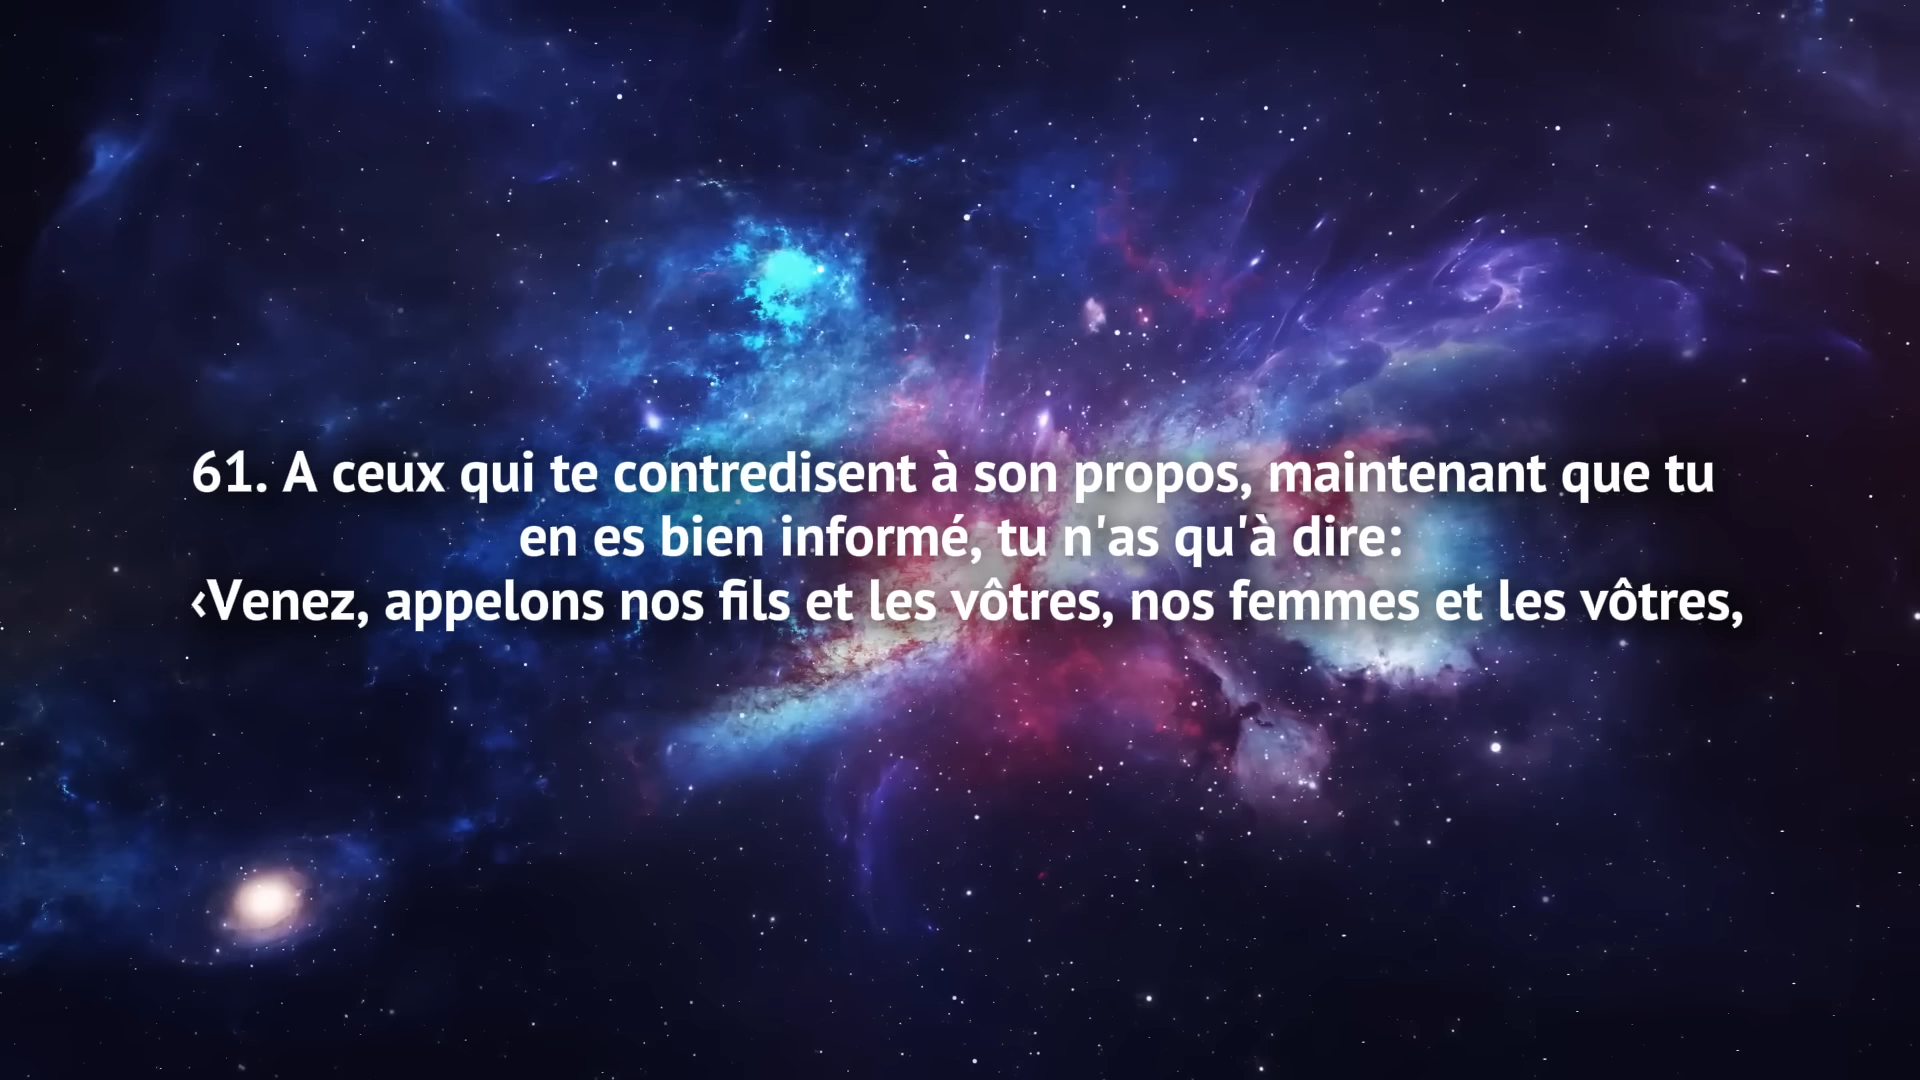 61. A ceux qui te contredisent à son propos, maintenant que tu
en es bien informé, tu n'as qu'à dire:
‹Venez, appelons nos fils et les vôtres, nos femmes et les vôtres,